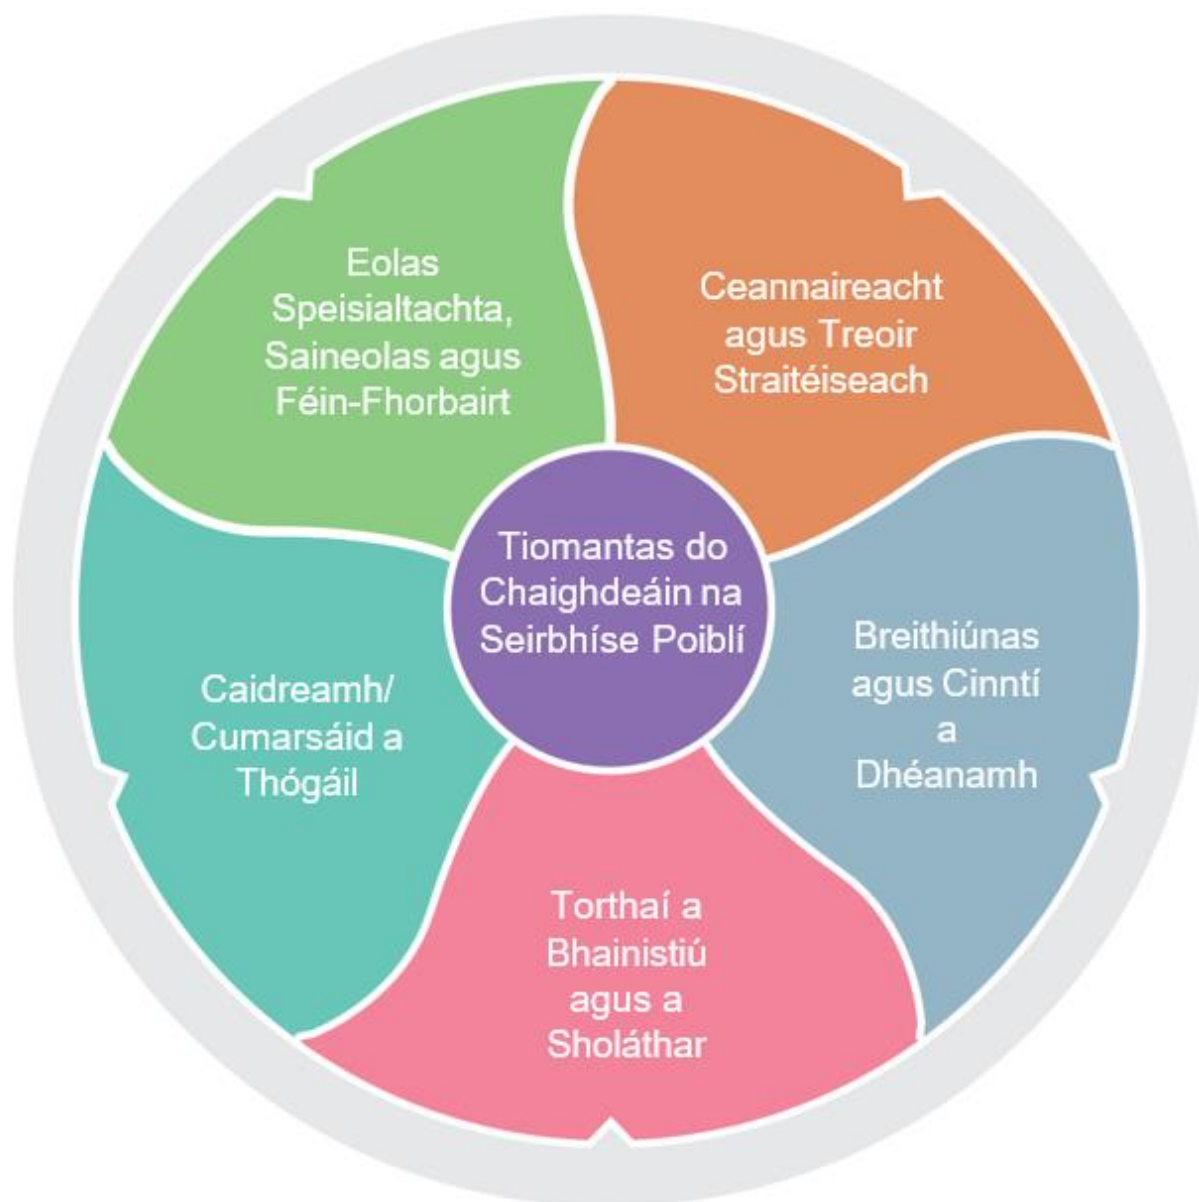 Eolas
Speisialtachta,
Saineolas agus
Féin-Fhorbairt
Ceannaireacht
agus Treoir
Straitéiseach
Tiomantas do
Chaighdeáin na
Seirbhíse Poiblí
Breithiúnas
agus Cinntí
a
Dhéanamh
Caidreamh/
Cumarsáid a
Thógáil
Torthaí a
Bhainistiú
agus a
Sholáthar